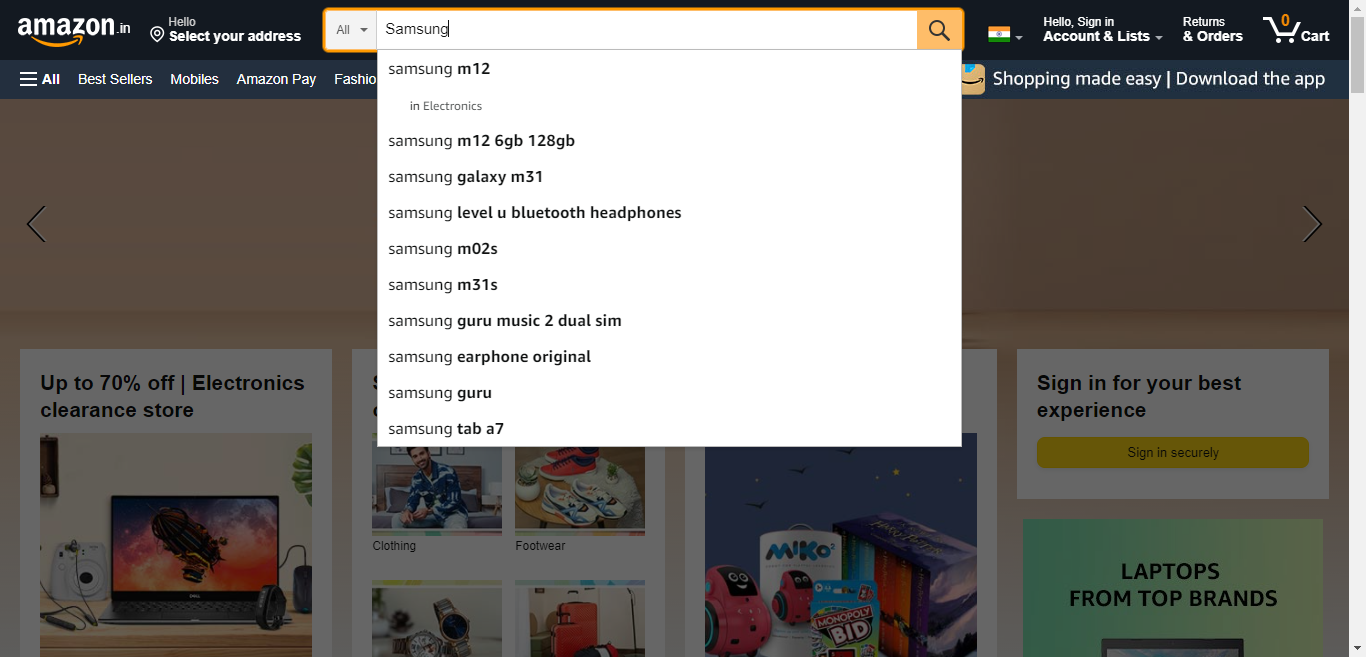 amazon.in
Hello
Select your address
All
Samsung
Hello, Sign in
Account & Lists
Returns
& Orders
0
Cart
All
Best Sellers
Mobiles
Amazon Pay
Fashio
Shopping made easy | Download the app
samsung m12
in Electronics
samsung m12 6gb 128gb
samsung galaxy m31
samsung level u bluetooth headphones
samsung m02s
samsung m31s
samsung guru music 2 dual sim
samsung earphone original
samsung guru
samsung tab a7
Up to 70% off | Electronics
clearance store
DELL
Clothing
Footwear
MIKO2
MONOPOLY
BID
Sign in for your best
experience
Sign in securely
LAPTOPS
FROM TOP BRANDS